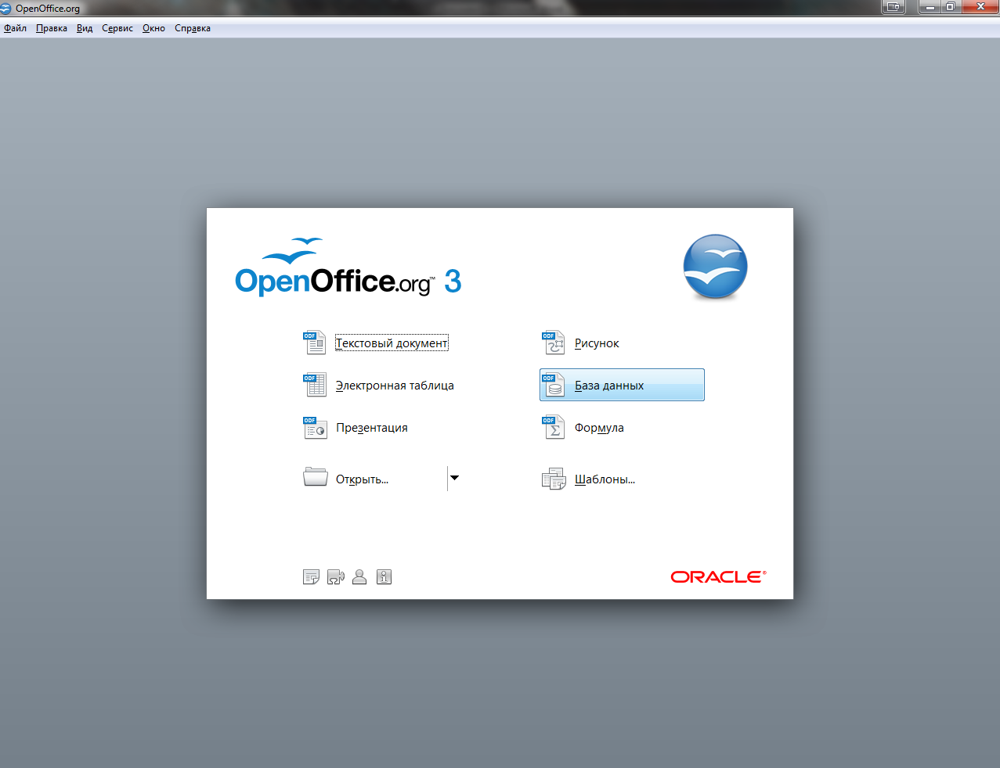 OpenOffice.org
Файл Правка Вид Сервис Окно Справка
OpenOffice.org™ 3
ODF Текстовый документ
ODF Рисунок
ODF Электронная таблица
ODF База данных
ODF Презентация
ODF Формула
Открыть...
Шаблоны...
ORACLE®